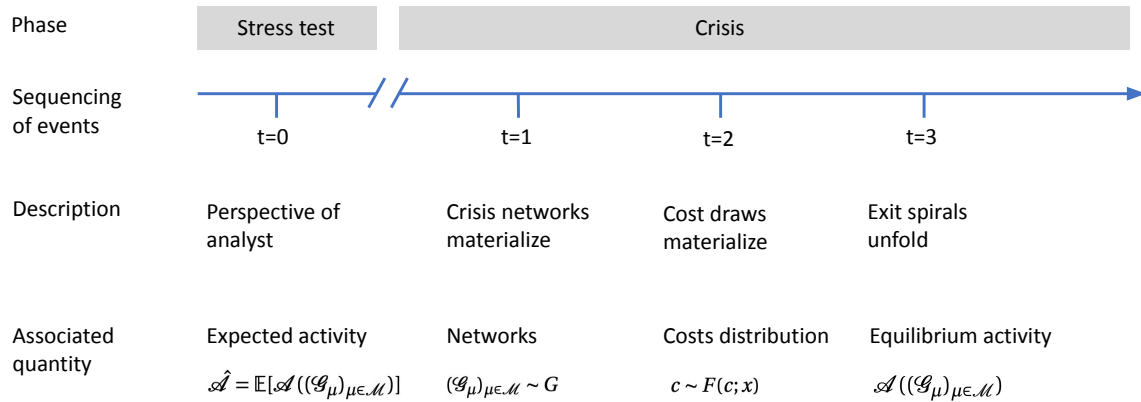 Phase
Stress test
Crisis
Sequencing
of events
t=0
t=1
t=2
t=3
Description
Perspective of
analyst
Crisis networks
materialize
Cost draws
materialize
Exit spirals
unfold
Associated
quantity
Expected activity
𝒜̂ = 𝔼[𝒜((𝒢_μ)_{μ∈ℳ})]
Networks
(𝒢_μ)_{μ∈ℳ} ~ G
Costs distribution
c ~ F(c; x)
Equilibrium activity
𝒜((𝒢_μ)_{μ∈ℳ})